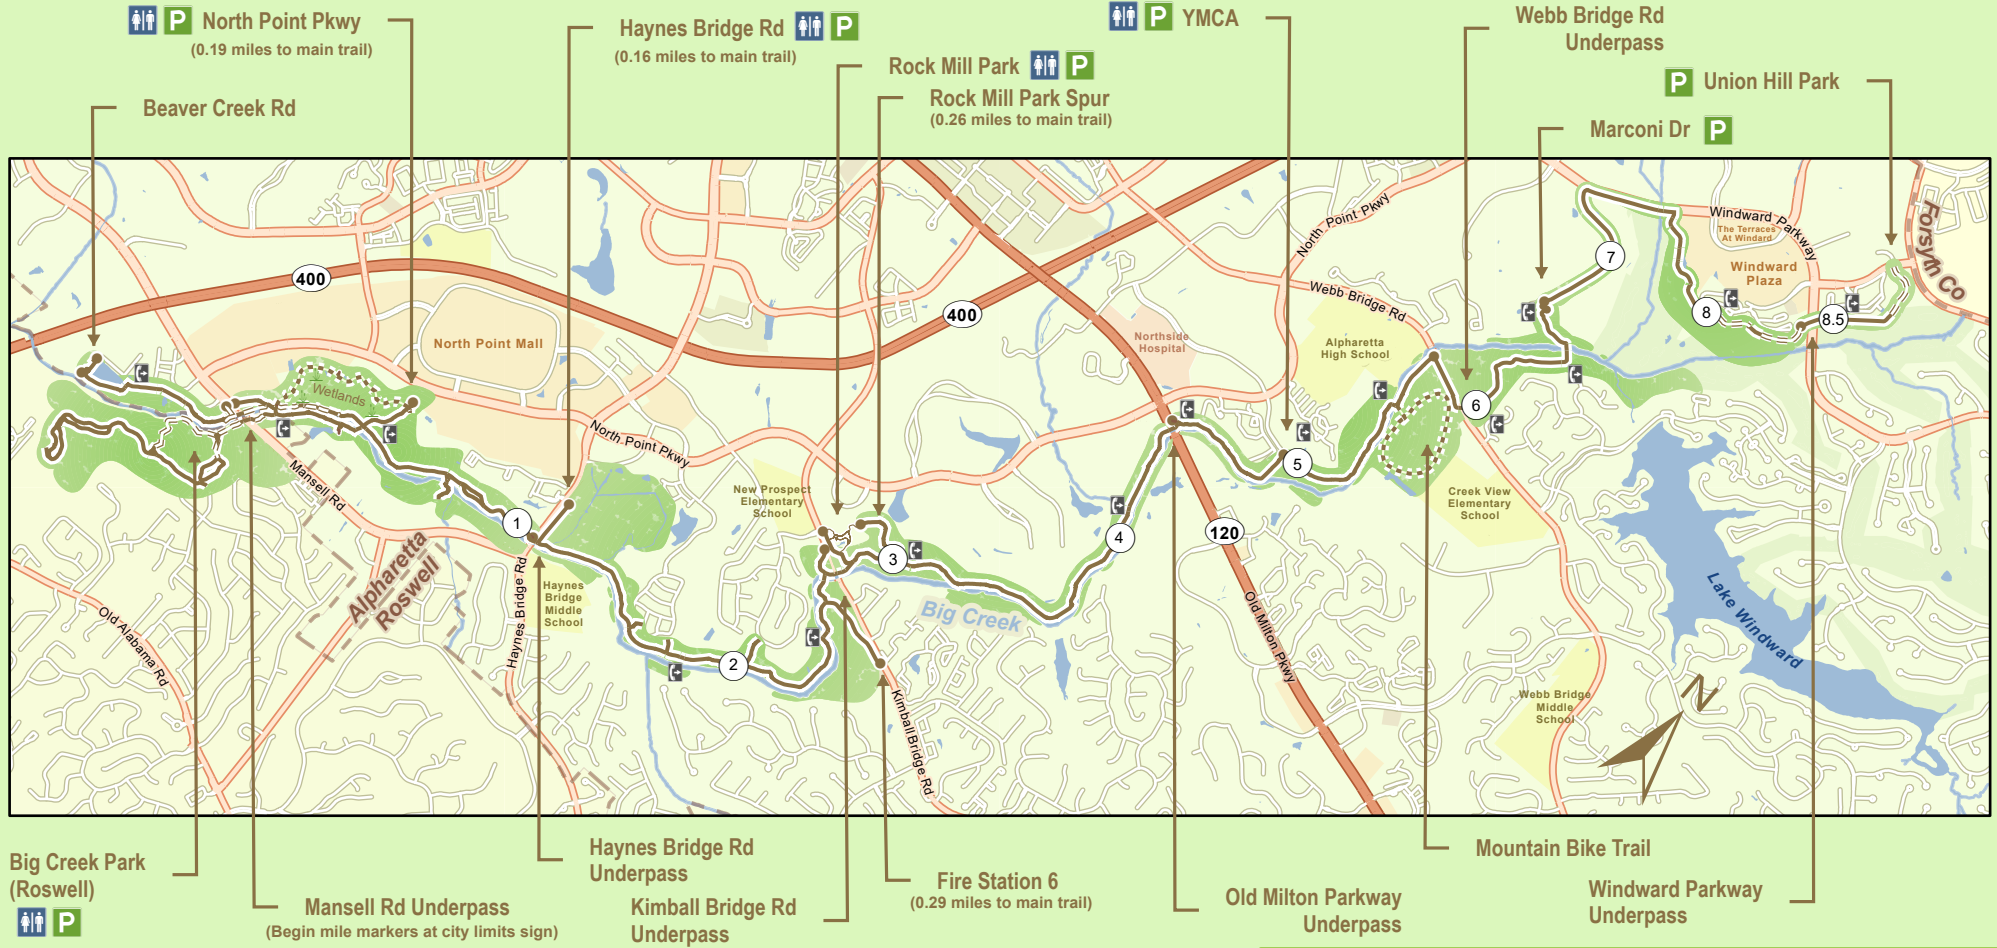 P North Point Pkwy
(0.19 miles to main trail)
Haynes Bridge Rd P
(0.16 miles to main trail)
P YMCA
Webb Bridge Rd
Underpass
Rock Mill Park P
Rock Mill Park Spur
(0.26 miles to main trail)
P Union Hill Park
Beaver Creek Rd
Marconi Dr P
400
North Point Mall
Wetlands
Mansell Rd
North Point Pkwy
Alpharetta
Roswell
Old Alabama Rd
Haynes Bridge Rd
Haynes
Bridge
Middle
School
1
2
New Prospect
Elementary
School
3
Big Creek
Kimball Bridge Rd
400
4
Northside
Hospital
120
Old Milton Pkwy
North Point Pkwy
Webb Bridge Rd
Alpharetta
High School
5
6
Creek View
Elementary
School
Webb Bridge
Middle
School
7
Windward Parkway
The Terraces
At Windard
Windward
Plaza
8
8.5
Forsyth Co
Lake Windward
N
Big Creek Park
(Roswell)
P
Mansell Rd Underpass
(Begin mile markers at city limits sign)
Haynes Bridge Rd
Underpass
Kimball Bridge Rd
Underpass
Fire Station 6
(0.29 miles to main trail)
Old Milton Parkway
Underpass
Mountain Bike Trail
Windward Parkway
Underpass